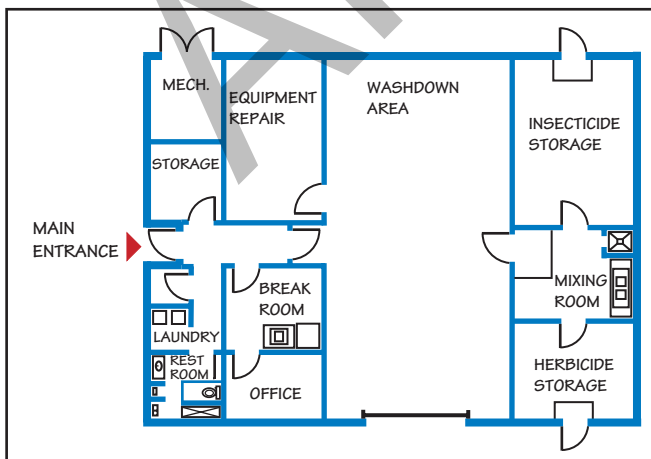 MECH.
EQUIPMENT
REPAIR
WASHDOWN
AREA
INSECTICIDE
STORAGE
STORAGE
MAIN
ENTRANCE
BREAK
ROOM
MIXING
ROOM
LAUNDRY
REST
ROOM
OFFICE
HERBICIDE
STORAGE